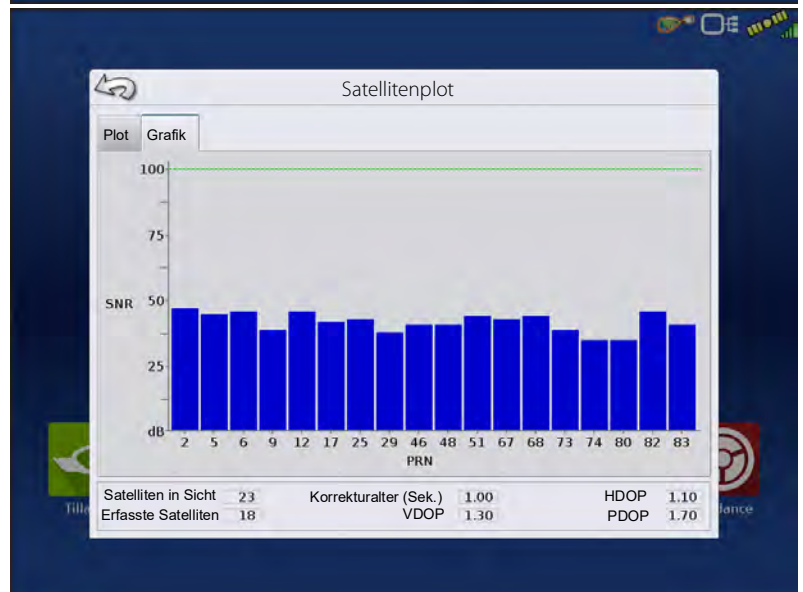 Satellitenplot
Plot Grafik
100
75
SNR 50
25
dB
2 5 6 9 12 17 25 29 46 48 51 67 68 73 74 80 82 83
PRN
Satelliten in Sicht 23 Korrekturalter (Sek.) 1.00 HDOP 1.10
Erfasste Satelliten 18 VDOP 1.30 PDOP 1.70